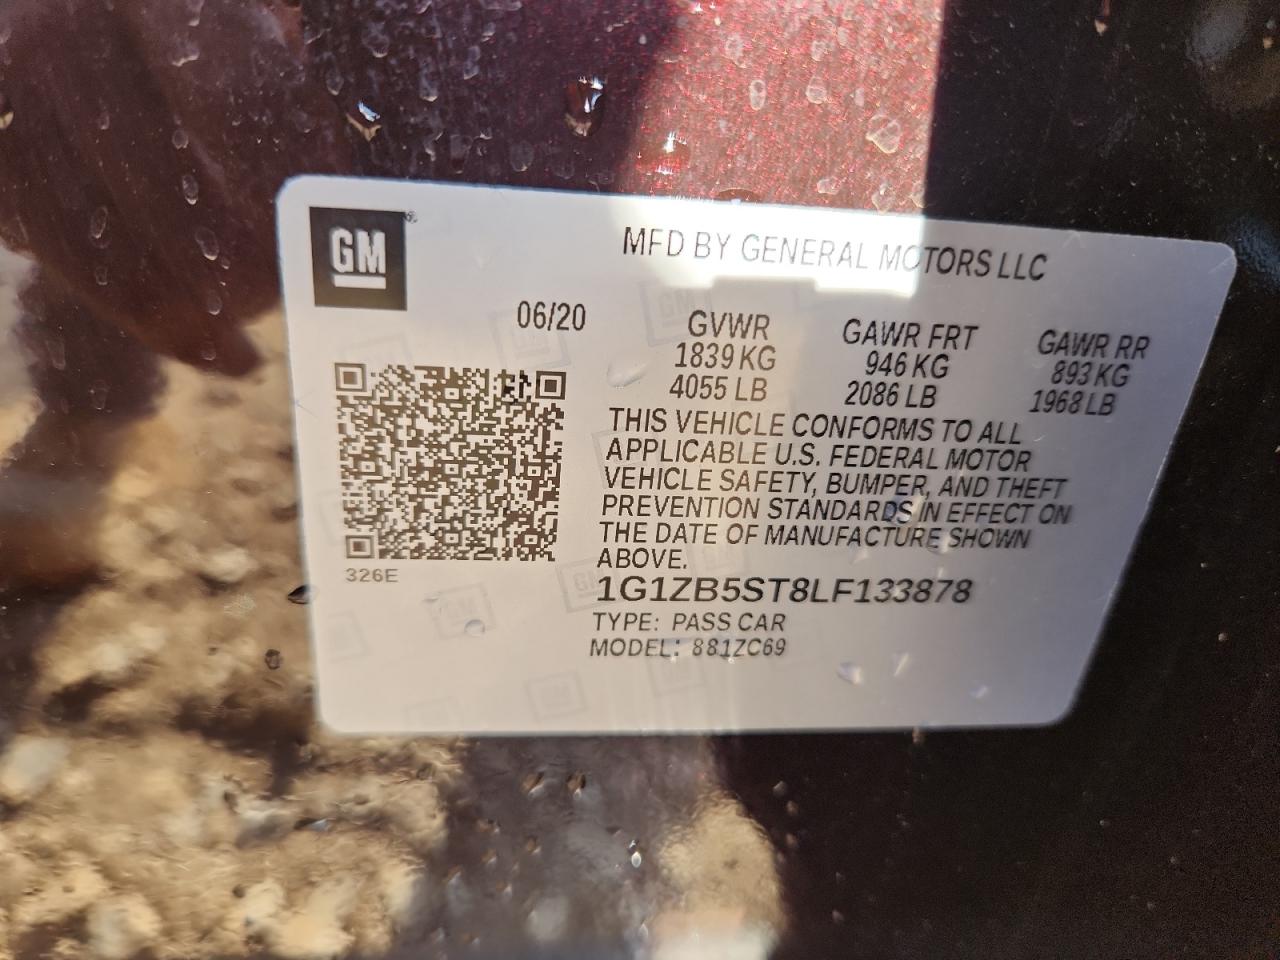 GM
MFD BY GENERAL MOTORS LLC
06/20
GVWR GAWR FRT GAWR RR
1839 KG 946 KG 893 KG
4055 LB 2086 LB 1968 LB
THIS VEHICLE CONFORMS TO ALL
APPLICABLE U.S. FEDERAL MOTOR
VEHICLE SAFETY, BUMPER, AND THEFT
PREVENTION STANDARDS IN EFFECT ON
THE DATE OF MANUFACTURE SHOWN
ABOVE.
326E
1G1ZB5ST8LF133878
TYPE: PASS CAR
MODEL: 881ZC69